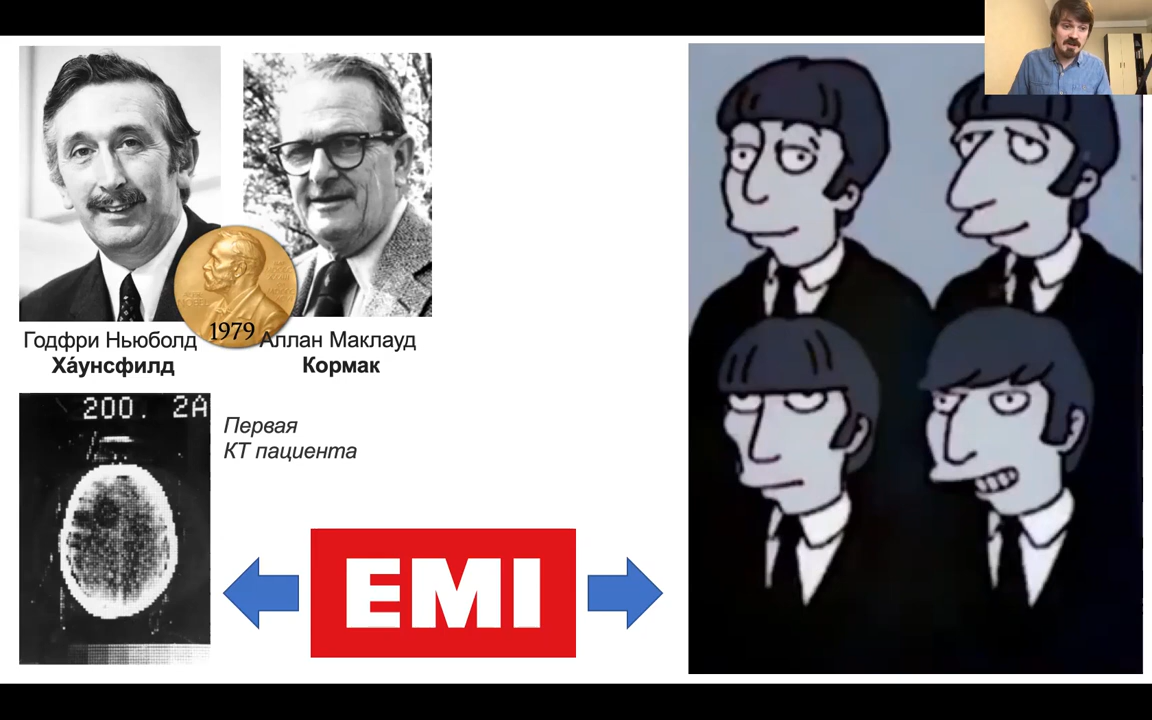 1979
Годфри Ньюболд
Ха́унсфилд
Аллан Маклауд
Кормак
200. 2A
Первая
КТ пациента
EMI